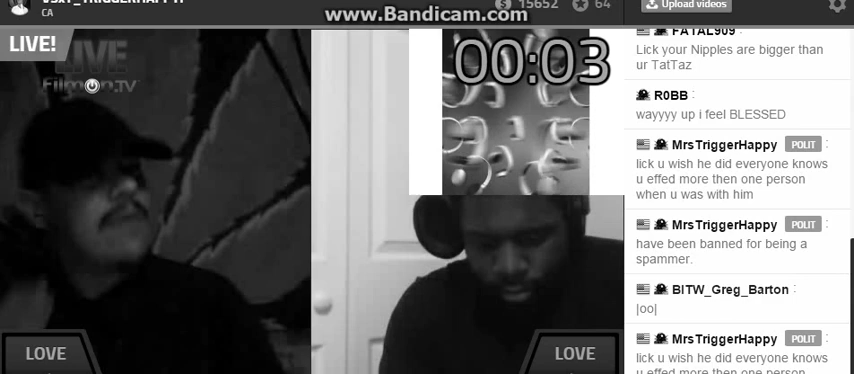 www.Bandicam.com
CA
15652
64
Upload videos
LIVE!
LIVE
FilmOn.TV
00:03
LOVE
LOVE
FATAL909 :
Lick your Nipples are bigger than
ur TatTaz
R0BB :
wayyyy up i feel BLESSED
MrsTriggerHappy POLIT :
lick u wish he did everyone knows
u effed more then one person
when u was with him
MrsTriggerHappy POLIT :
have been banned for being a
spammer.
BITW_Greg_Barton :
|oo|
MrsTriggerHappy POLIT :
lick u wish he did everyone knows
u effed more then one person